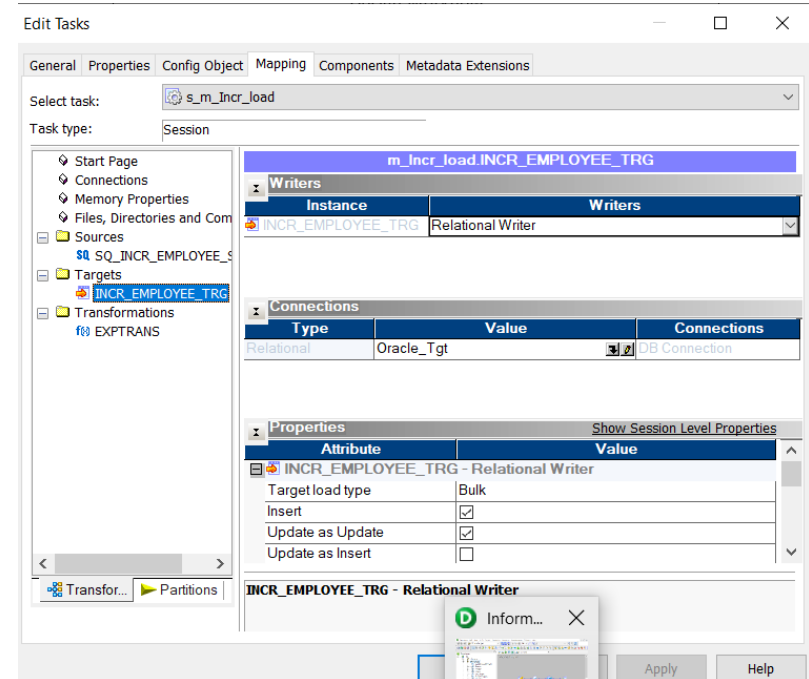 Edit Tasks
General Properties Config Object Mapping Components Metadata Extensions
Select task: s_m_Incr_load
Task type: Session
Start Page
Connections
Memory Properties
Files, Directories and Com
Sources
SQ SQ_INCR_EMPLOYEE_S
Targets
INCR_EMPLOYEE_TRG
Transformations
f(x) EXPTRANS
Transfor... Partitions
m_Incr_load.INCR_EMPLOYEE_TRG
Writers
Instance Writers
INCR_EMPLOYEE_TRG Relational Writer
Connections
Type Value Connections
Relational Oracle_Tgt DB Connection
Properties Show Session Level Properties
Attribute Value
INCR_EMPLOYEE_TRG - Relational Writer
Target load type Bulk
Insert
Update as Update
Update as Insert
INCR_EMPLOYEE_TRG - Relational Writer
D Inform...
Apply Help